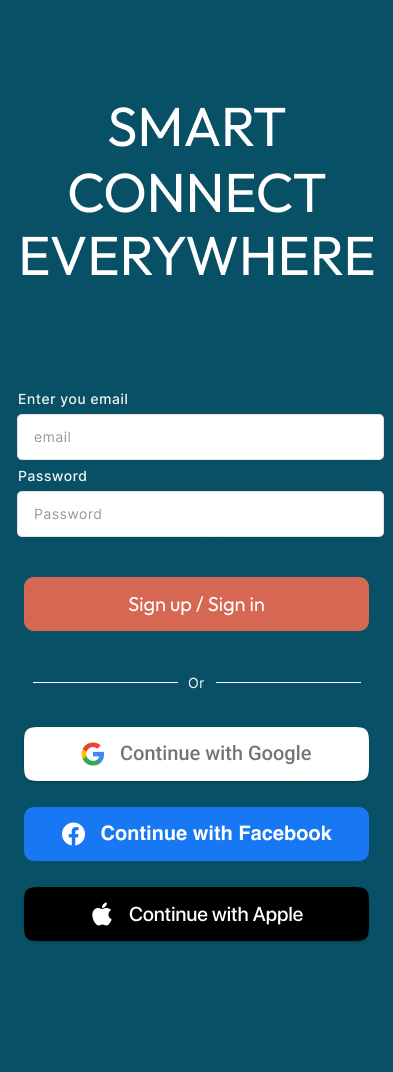 SMART
CONNECT
EVERYWHERE
Enter you email
email
Password
Password
Sign up / Sign in
Or
Continue with Google
Continue with Facebook
Continue with Apple